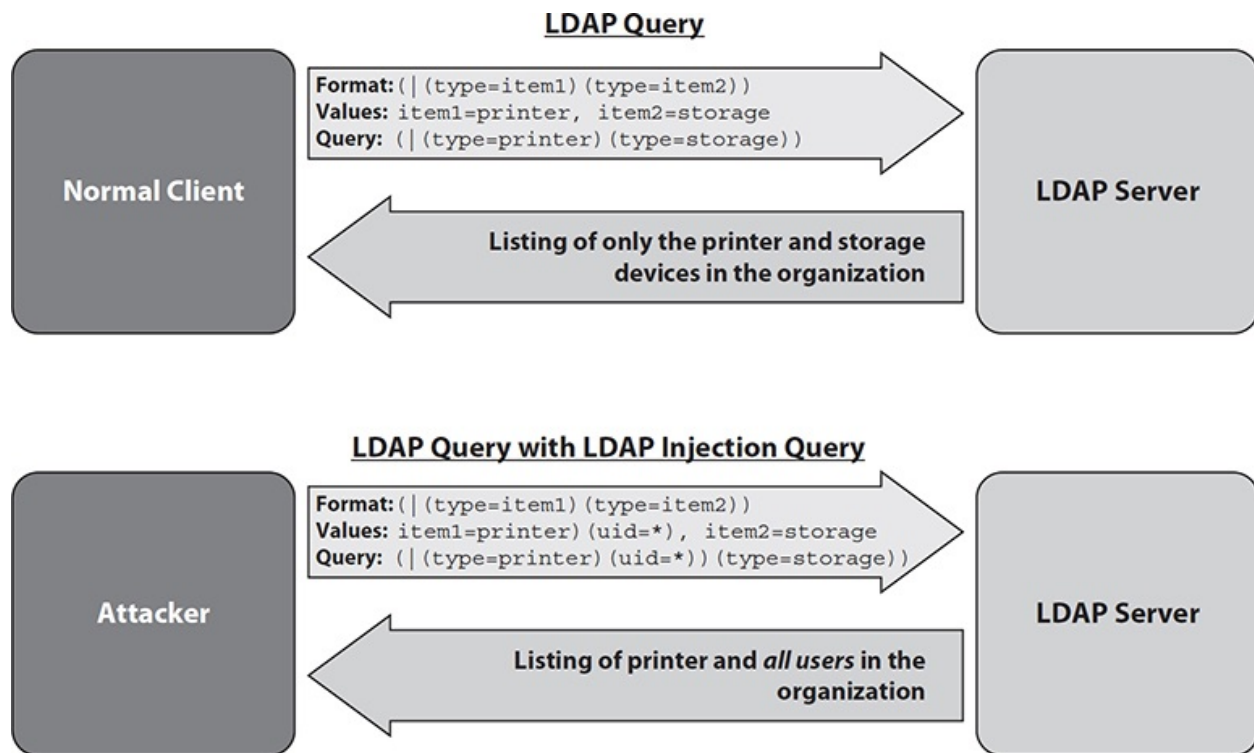 LDAP Query
Normal Client
Format:(|(type=item1)(type=item2))
Values: item1=printer, item2=storage
Query: (|(type=printer)(type=storage))
LDAP Server
Listing of only the printer and storage
devices in the organization
LDAP Query with LDAP Injection Query
Attacker
Format:(|(type=item1)(type=item2))
Values: item1=printer)(uid=*), item2=storage
Query: (|(type=printer)(uid=*))(type=storage))
LDAP Server
Listing of printer and all users in the
organization